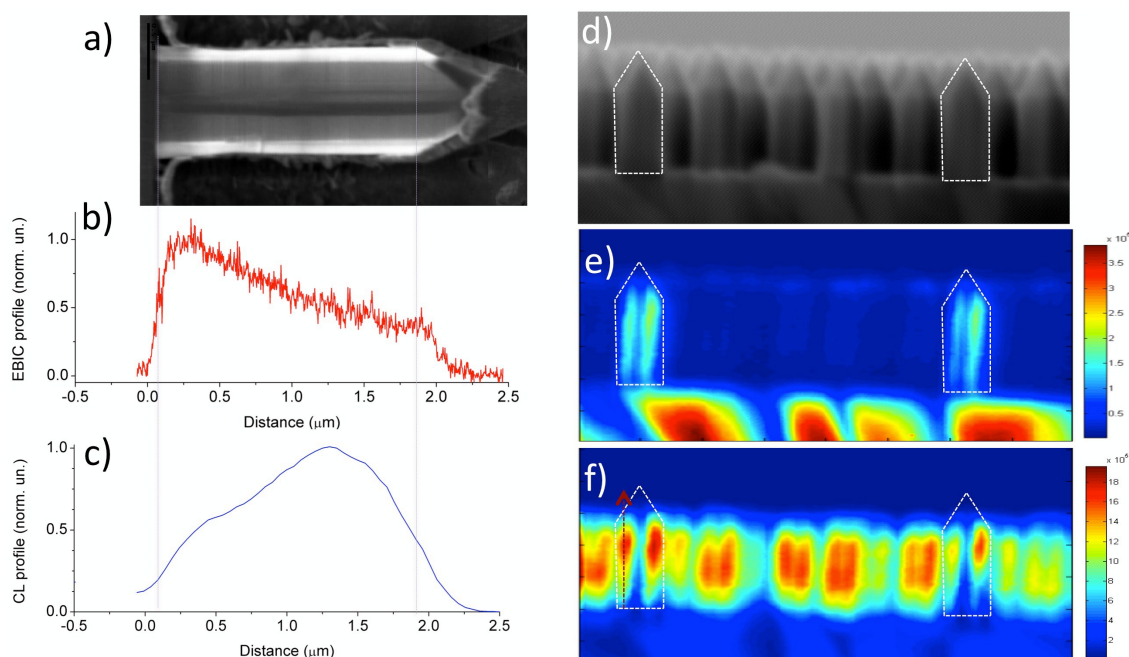 a)
b)
EBIC profile (norm. un.)
1.0
0.5
0.0
-0.5 0.0 0.5 1.0 1.5 2.0 2.5
Distance (μm)
c)
CL profile (norm. un.)
1.0
0.5
0.0
-0.5 0.0 0.5 1.0 1.5 2.0 2.5
Distance (μm)
d)
e)
3.5
3
2.5
2
1.5
1
0.5
f)
x 10⁶
18
16
14
12
10
8
6
4
2